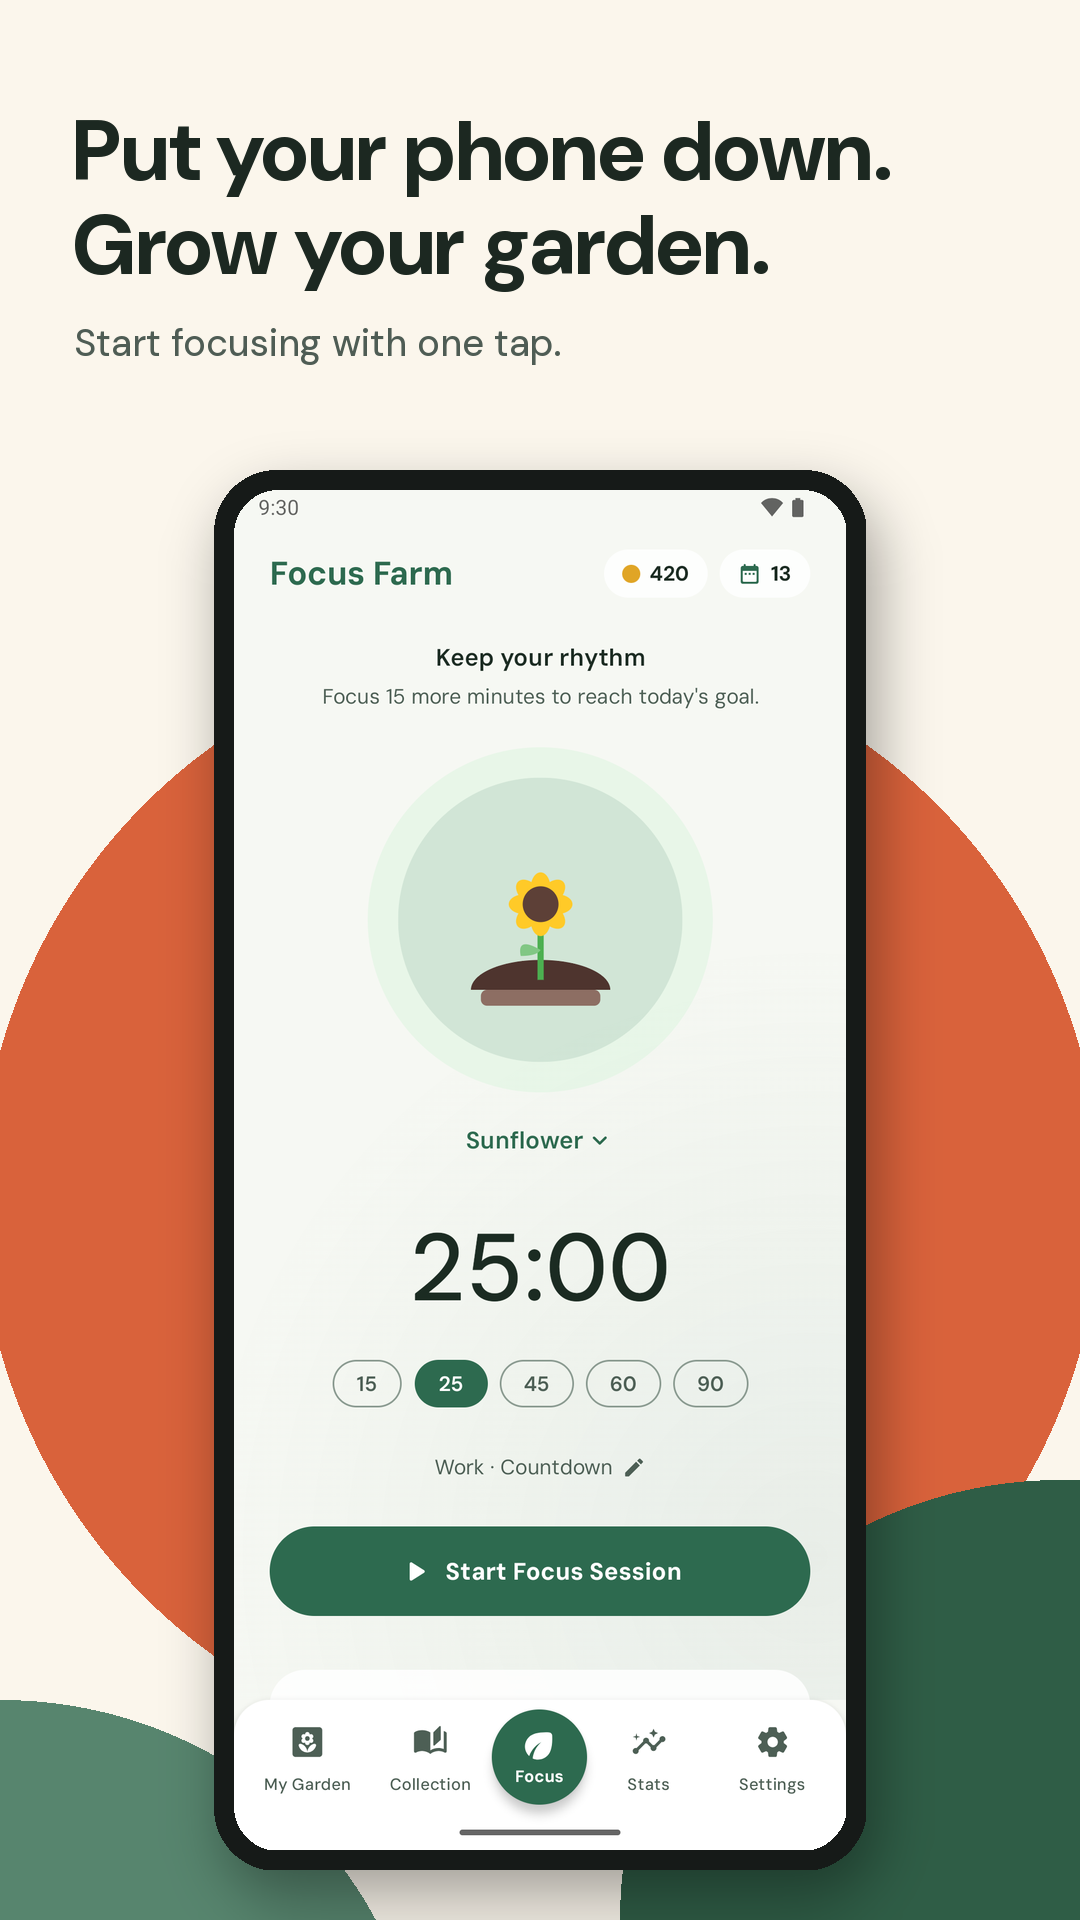 Put your phone down.
Grow your garden.
Start focusing with one tap.
9:30
Focus Farm
420
13
Keep your rhythm
Focus 15 more minutes to reach today's goal.
Sunflower
25:00
15 25 45 60 90
Work · Countdown
Start Focus Session
My Garden Collection Focus Stats Settings